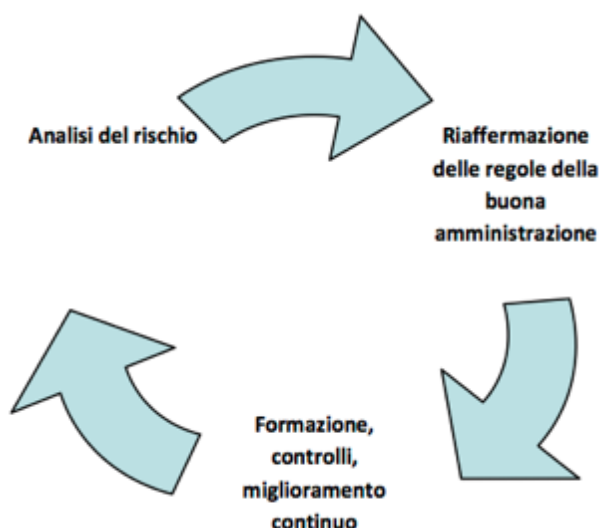 Analisi del rischio
Riaffermazione
delle regole della
buona
amministrazione
Formazione,
controlli,
miglioramento
continuo